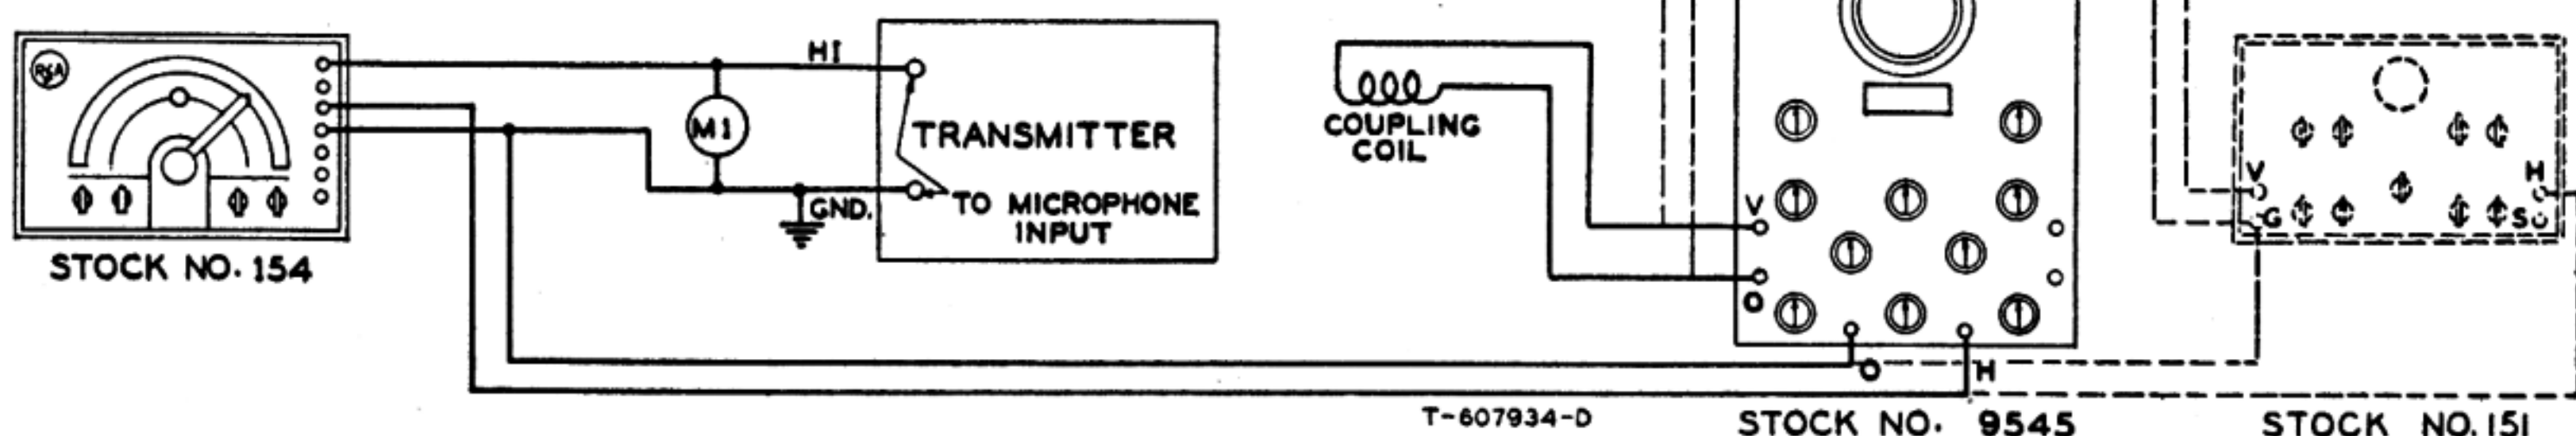 RCA
HI
M1
TRANSMITTER
TO MICROPHONE
INPUT
GND.
STOCK NO. 154
COUPLING
COIL
V
O
O
H
T-607934-D
STOCK NO. 9545
V
G
H
S
STOCK NO. 151